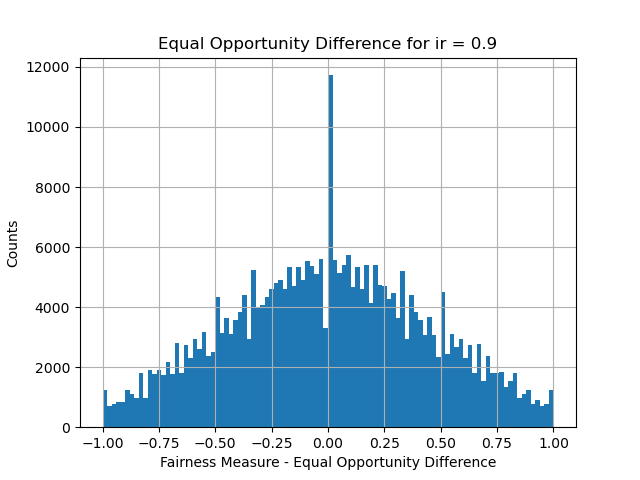 Equal Opportunity Difference for ir = 0.9
12000
10000
8000
6000
4000
2000
0
Counts
−1.00 −0.75 −0.50 −0.25 0.00 0.25 0.50 0.75 1.00
Fairness Measure - Equal Opportunity Difference